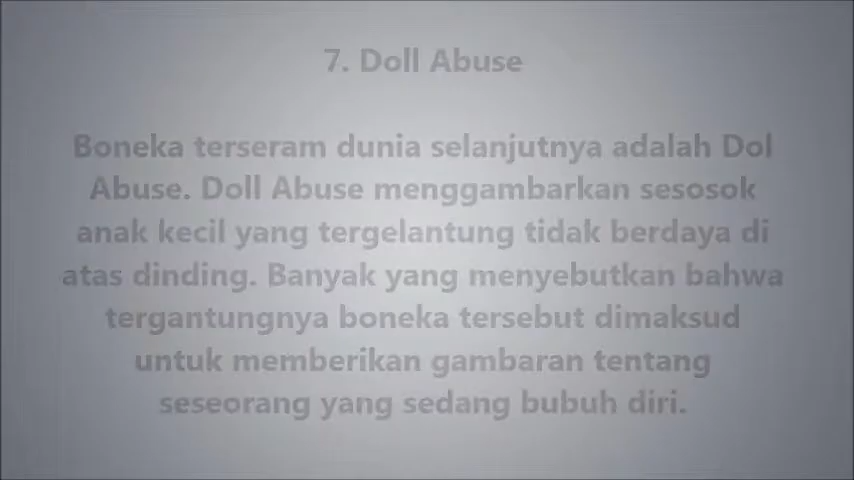 7. Doll Abuse
Boneka terseram dunia selanjutnya adalah Dol
Abuse. Doll Abuse menggambarkan sesosok
anak kecil yang tergelantung tidak berdaya di
atas dinding. Banyak yang menyebutkan bahwa
tergantungnya boneka tersebut dimaksud
untuk memberikan gambaran tentang
seseorang yang sedang bubuh diri.